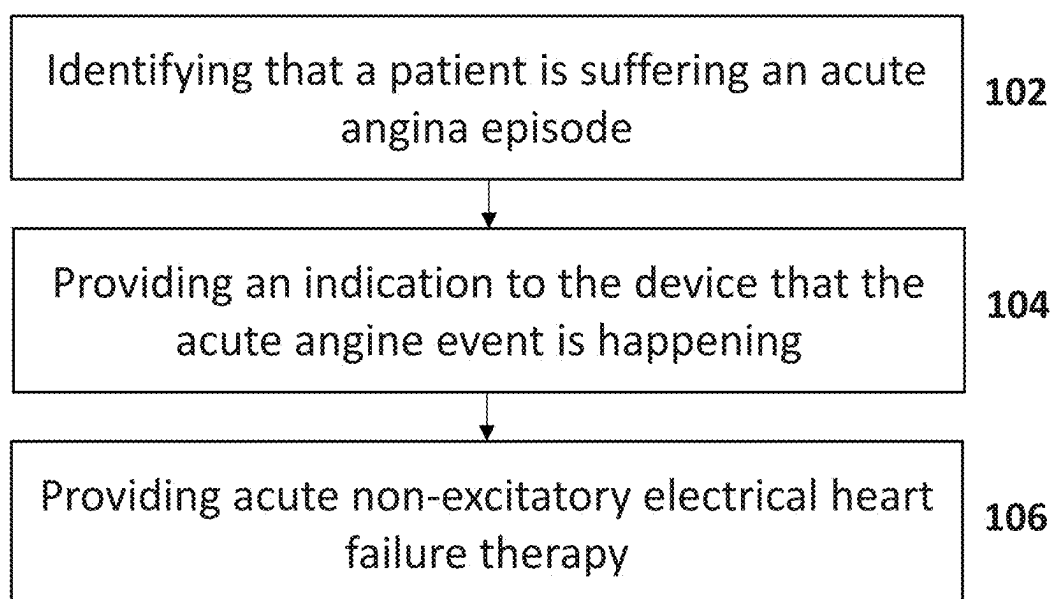 Identifying that a patient is suffering an acute
angina episode
102
Providing an indication to the device that the
acute angine event is happening
104
Providing acute non-excitatory electrical heart
failure therapy
106